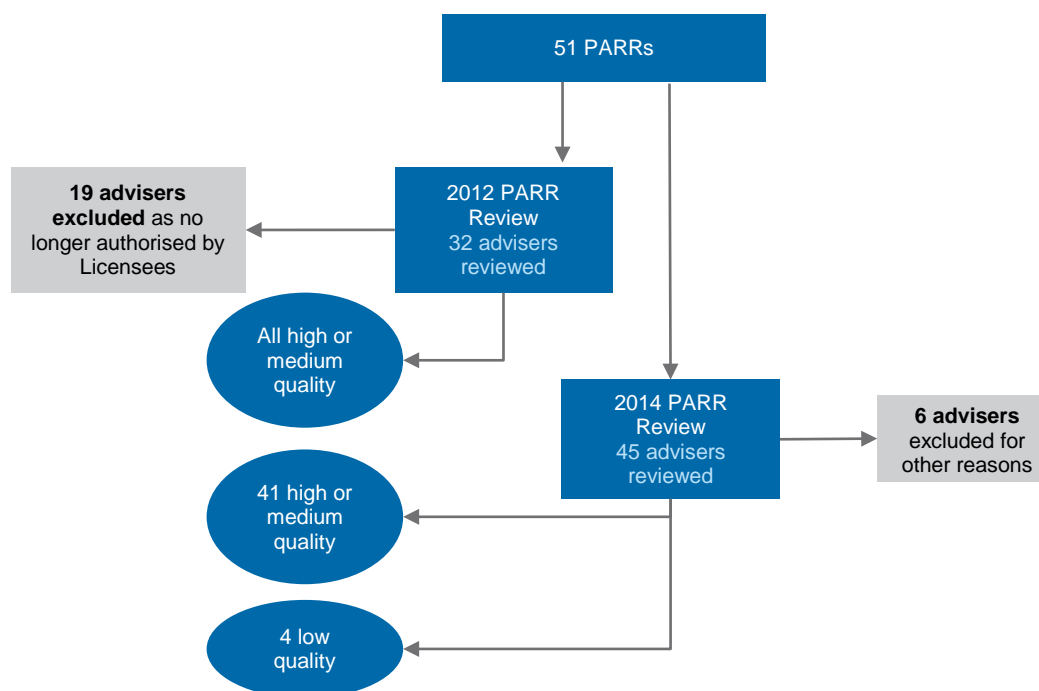 51 PARRs
19 advisers
excluded as no
longer authorised by
Licensees
2012 PARR
Review
32 advisers
reviewed
All high or
medium
quality
2014 PARR
Review
45 advisers
reviewed
6 advisers
excluded for
other reasons
41 high or
medium
quality
4 low
quality